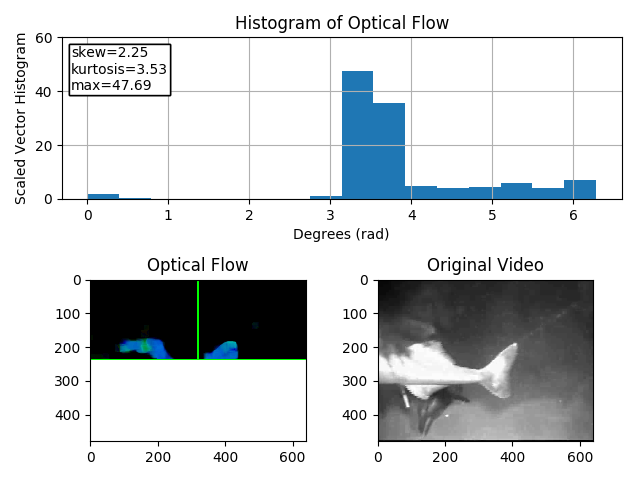 Histogram of Optical Flow
skew=2.25
kurtosis=3.53
max=47.69
Scaled Vector Histogram
60
40
20
0
0 1 2 3 4 5 6
Degrees (rad)
Optical Flow
0
100
200
300
400
0 200 400 600
Original Video
0
100
200
300
400
0 200 400 600